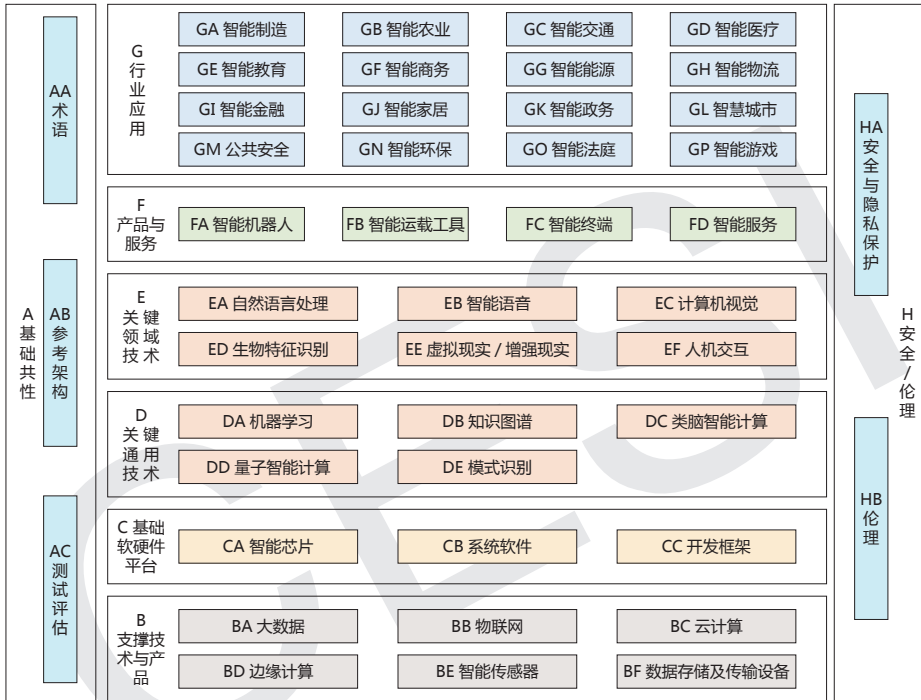 A
基
础
共
性
AA
术
语
AB
参
考
架
构
AC
测
试
评
估
G
行
业
应
用
GA 智能制造
GB 智能农业
GC 智能交通
GD 智能医疗
GE 智能教育
GF 智能商务
GG 智能能源
GH 智能物流
GI 智能金融
GJ 智能家居
GK 智能政务
GL 智慧城市
GM 公共安全
GN 智能环保
GO 智能法庭
GP 智能游戏
F
产品与
服务
FA 智能机器人
FB 智能运载工具
FC 智能终端
FD 智能服务
E
关 键
领 域
技 术
EA 自然语言处理
EB 智能语音
EC 计算机视觉
ED 生物特征识别
EE 虚拟现实 / 增强现实
EF 人机交互
D
关 键
通 用
技 术
DA 机器学习
DB 知识图谱
DC 类脑智能计算
DD 量子智能计算
DE 模式识别
C 基础
软硬件
平台
CA 智能芯片
CB 系统软件
CC 开发框架
B
支撑技
术与产
品
BA 大数据
BB 物联网
BC 云计算
BD 边缘计算
BE 智能传感器
BF 数据存储及传输设备
HA
安
全
与
隐
私
保
护
HB
伦
理
H
安
全
/
伦
理
CESI